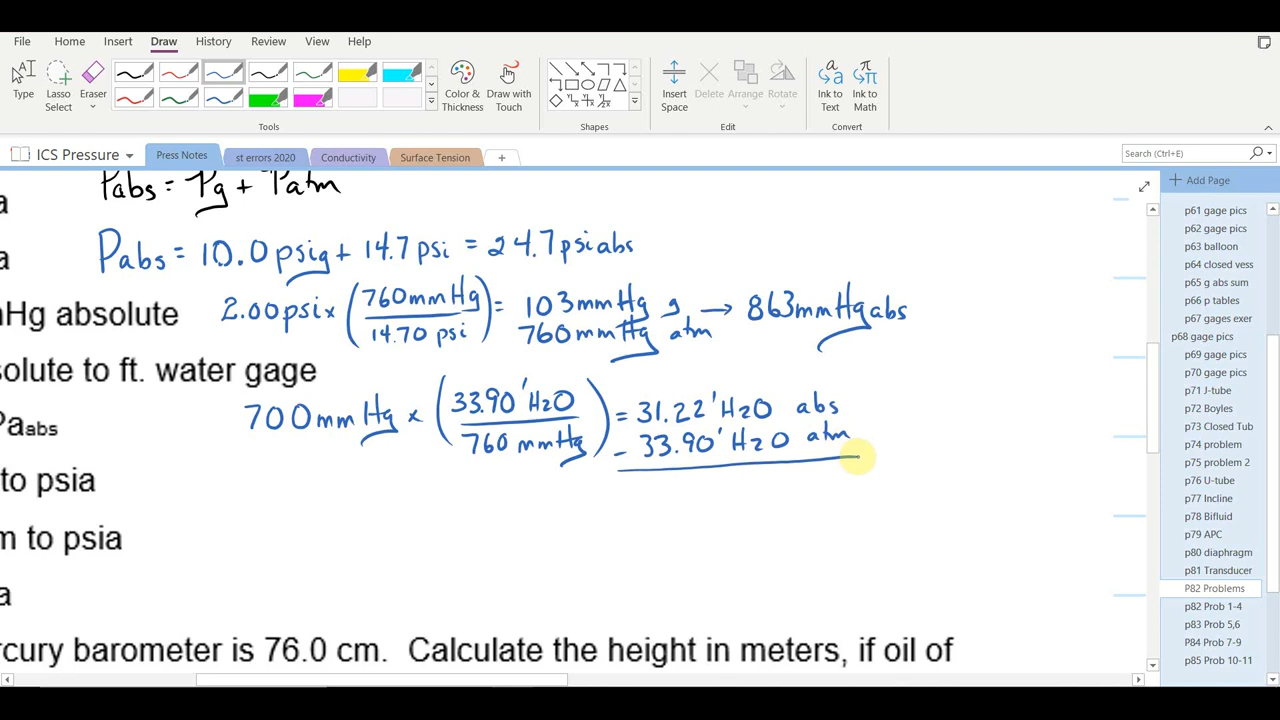 File Home Insert Draw History Review View Help
Type Lasso Select Eraser Color & Thickness Draw with Touch Insert Space Delete Arrange Rotate Ink to Text Ink to Math
Tools Shapes Edit Convert
ICS Pressure Press Notes st errors 2020 Conductivity Surface Tension + Search (Ctrl+E)
Add Page
p61 gage pics
p62 gage pics
p63 balloon
p64 closed vess
p65 g abs sum
p66 p tables
p67 gages exer
p68 gage pics
p69 gage pics
p70 gage pics
p71 J-tube
p72 Boyles
p73 Closed Tub
p74 problem
p75 problem 2
p76 U-tube
p77 Incline
p78 Bifluid
p79 APC
p80 diaphragm
p81 Transducer
P82 Problems
p82 Prob 1-4
p83 Prob 5,6
P84 Prob 7-9
p85 Prob 10-11
a Pabs = Pg + Patm
a Pabs = 10.0 psig + 14.7 psi = 24.7 psi abs
2.00 psi x ( 760 mmHg / 14.70 psi ) = 103 mmHg g → 863 mmHg abs
760 mmHg atm
mHg absolute
solute to ft. water gage
700 mmHg x ( 33.90 ' H2O / 760 mmHg ) = 31.22 ' H2O abs
- 33.90 ' H2O atm
Paabs
to psia
m to psia
a
rcury barometer is 76.0 cm. Calculate the height in meters, if oil of